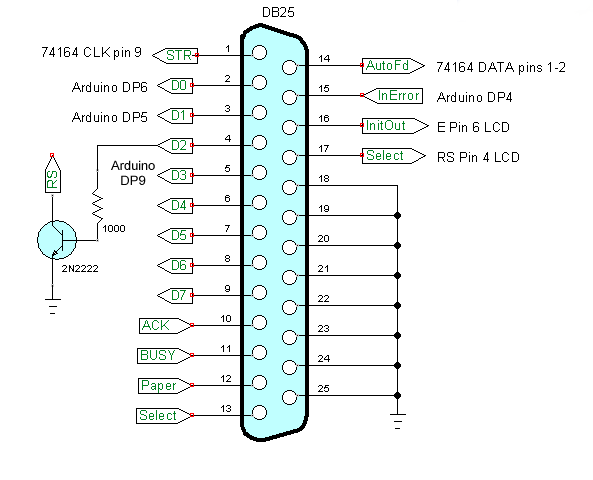 DB25
74164 CLK pin 9 STR 1
14 AutoFd 74164 DATA pins 1-2
Arduino DP6 D0 2
15 InError Arduino DP4
Arduino DP5 D1 3
16 InitOut E Pin 6 LCD
D2 4
17 Select RS Pin 4 LCD
Arduino
DP9
D3 5
18
RS
D4 6
19
1000
D5 7
20
2N2222
D6 8
21
D7 9
22
ACK 10
23
BUSY 11
24
Paper 12
25
Select 13